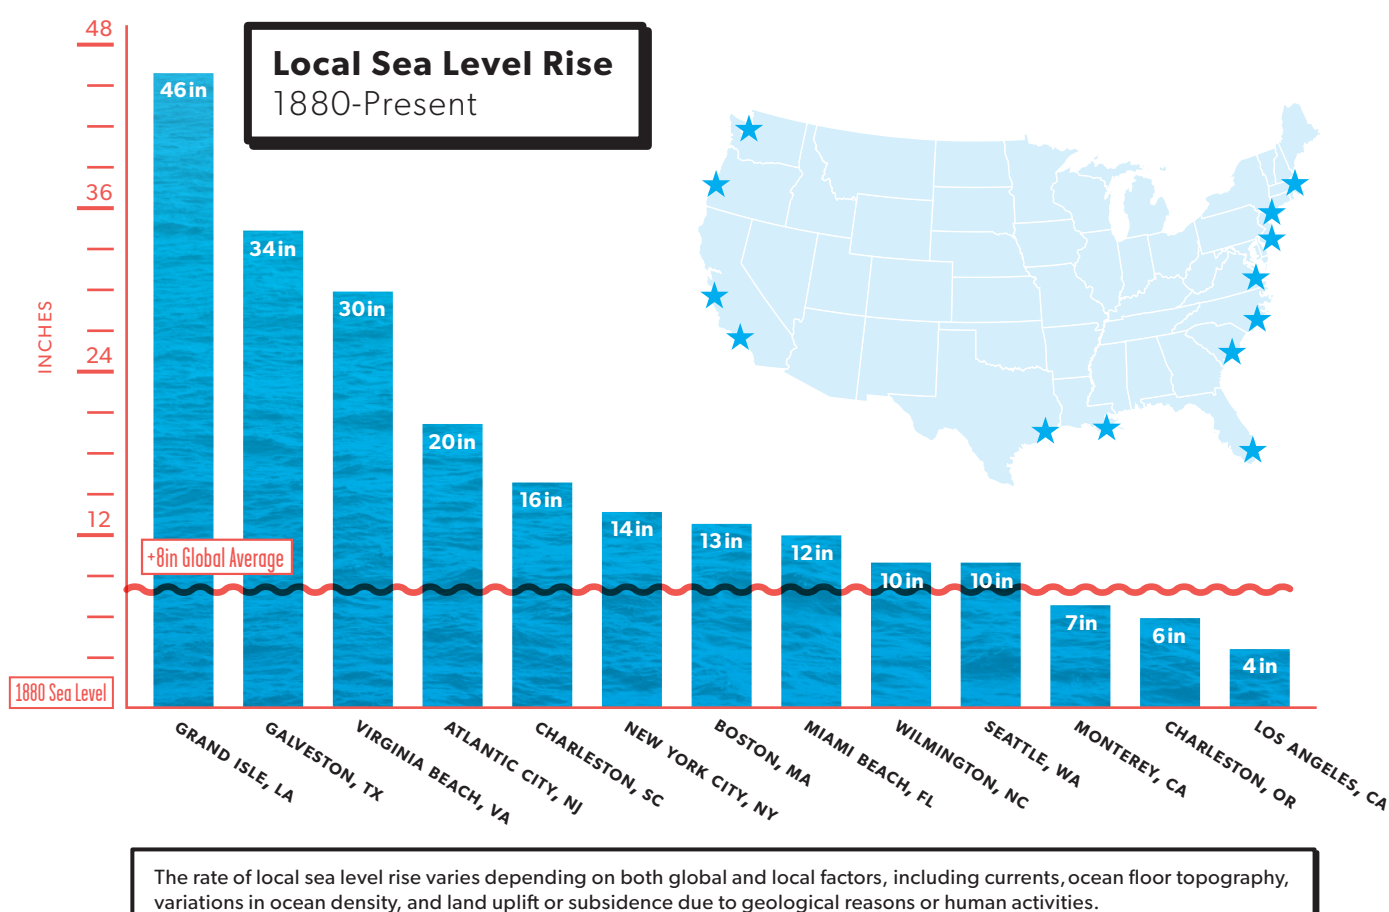 Local Sea Level Rise
1880-Present
48
36
24
12
INCHES
46in
34in
30in
20in
16in
14in
13in
12in
10in
10in
7in
6in
4in
+8in Global Average
1880 Sea Level
GRAND ISLE, LA
GALVESTON, TX
VIRGINIA BEACH, VA
ATLANTIC CITY, NJ
CHARLESTON, SC
NEW YORK CITY, NY
BOSTON, MA
MIAMI BEACH, FL
WILMINGTON, NC
SEATTLE, WA
MONTEREY, CA
CHARLESTON, OR
LOS ANGELES, CA
The rate of local sea level rise varies depending on both global and local factors, including currents, ocean floor topography,
variations in ocean density, and land uplift or subsidence due to geological reasons or human activities.